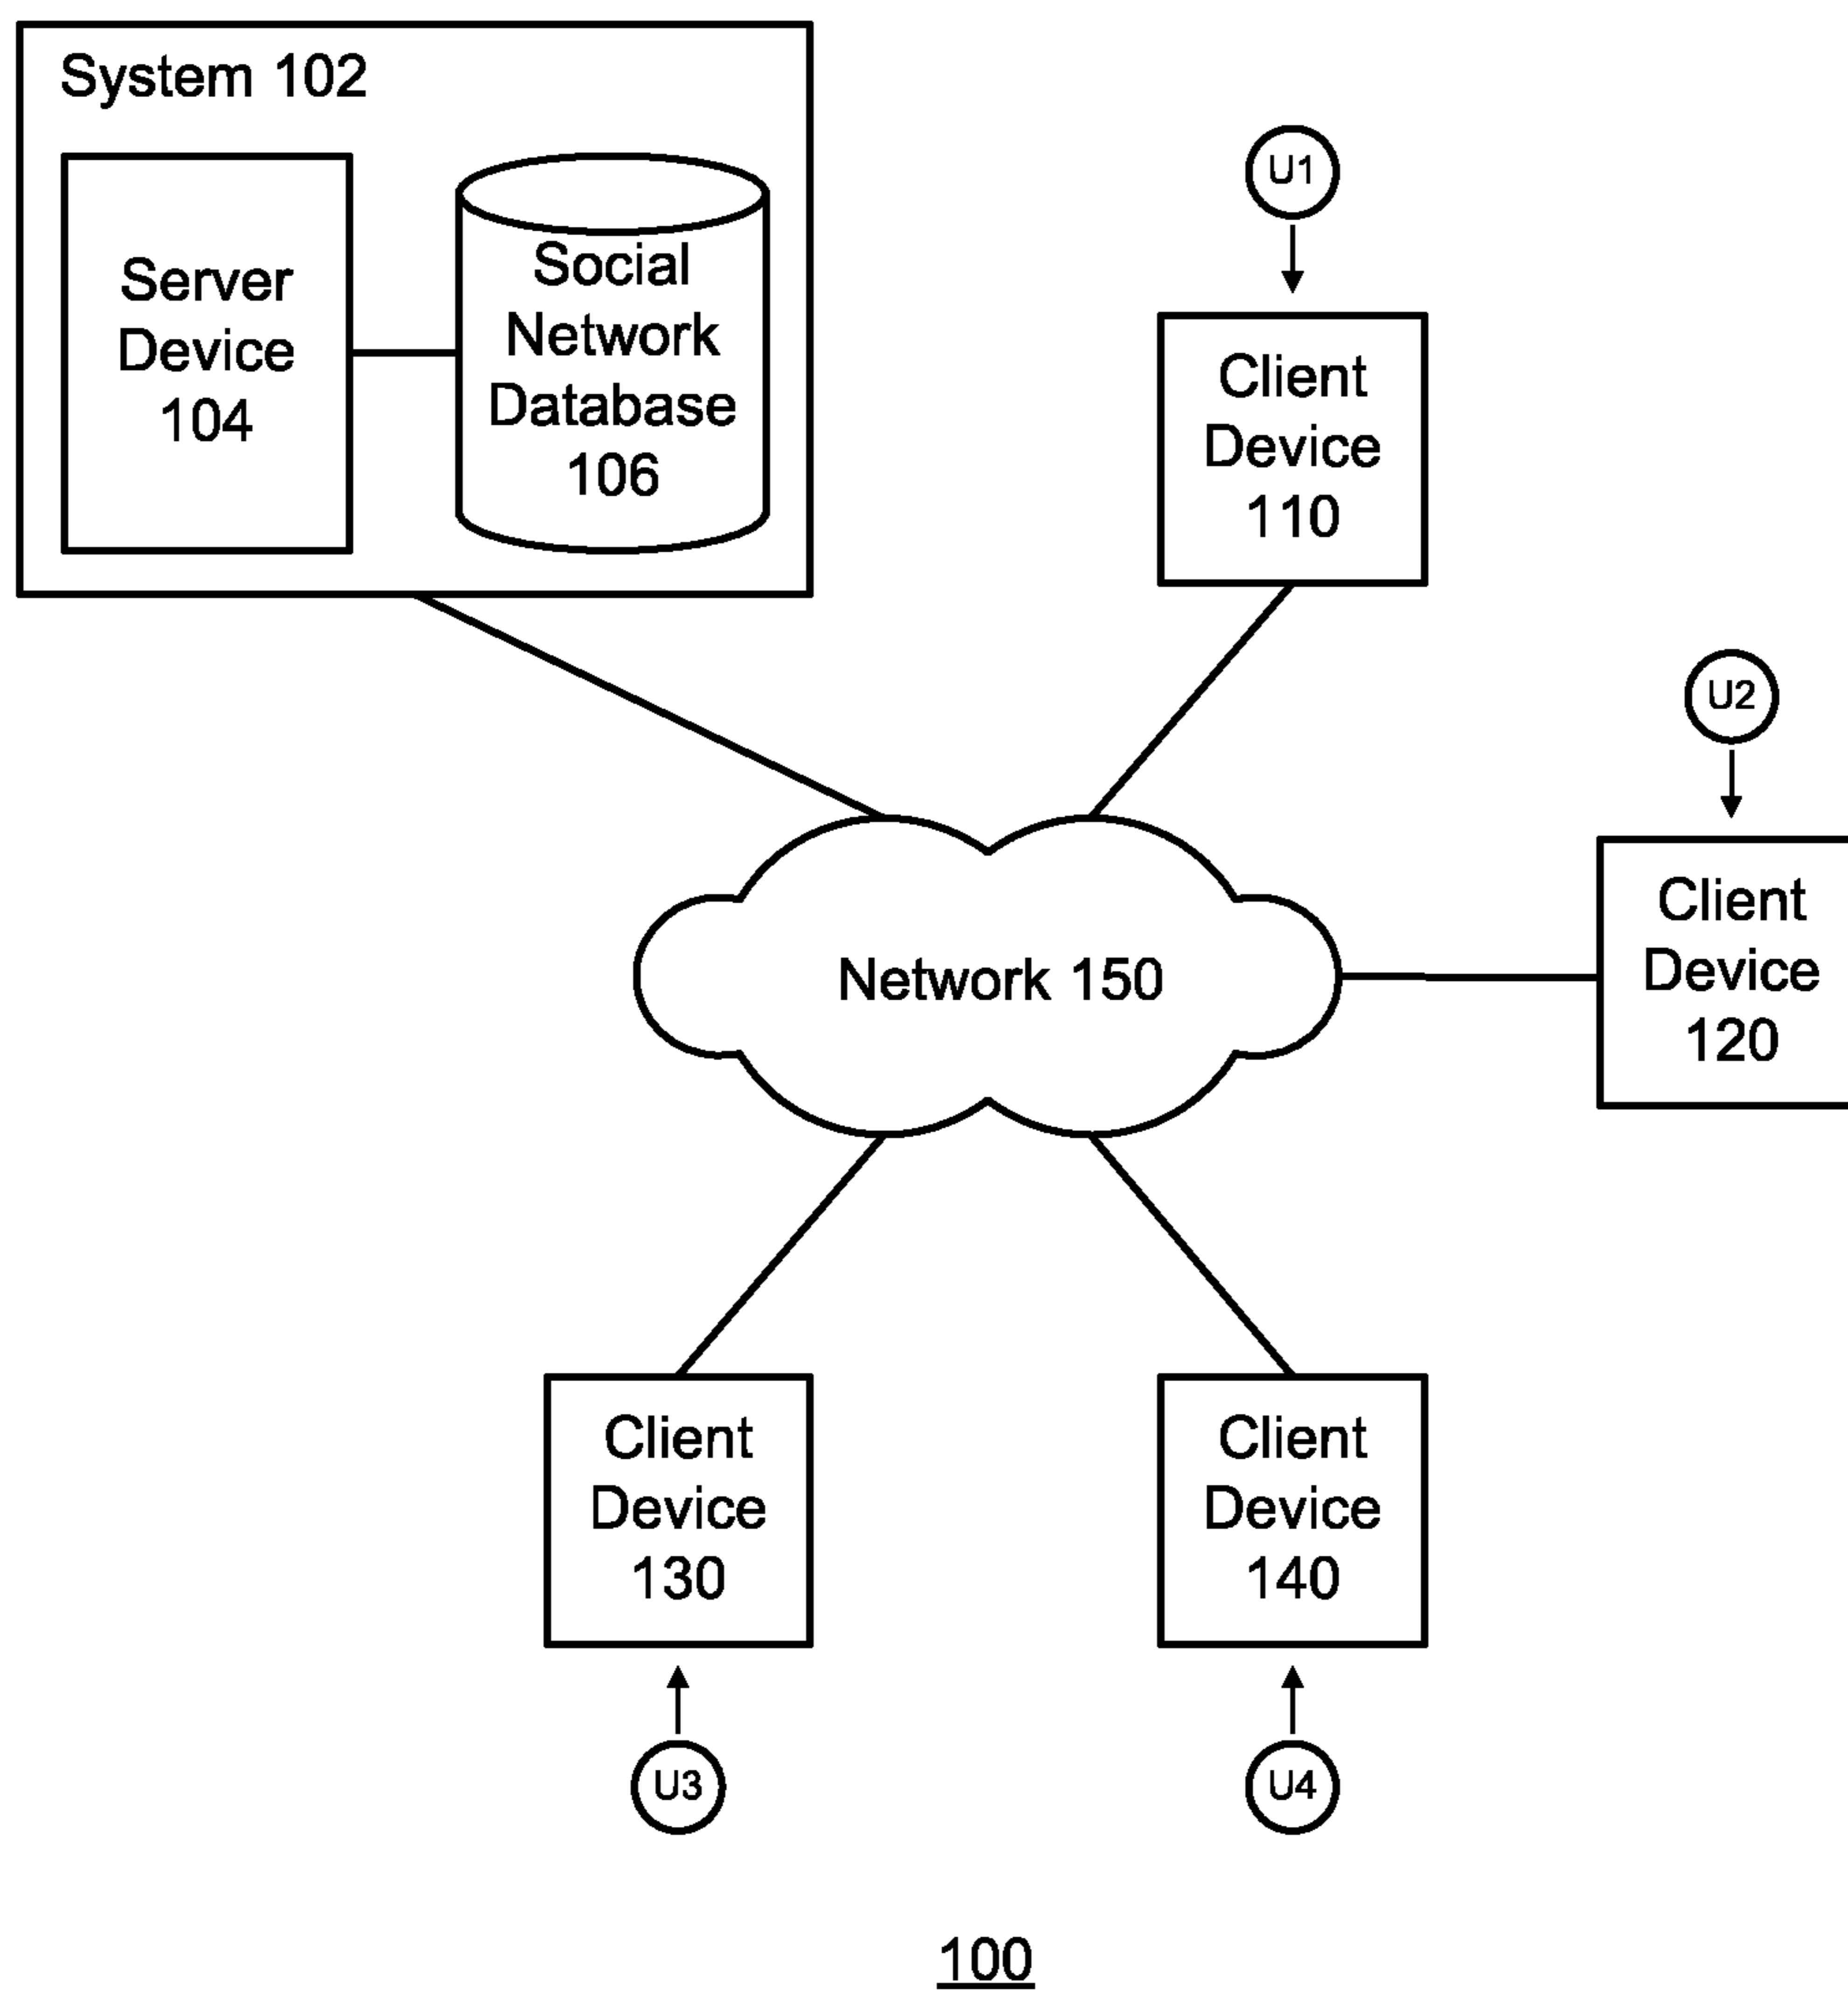 System 102
Server
Device
104
Social
Network
Database
106
U1
Client
Device
110
U2
Client
Device
120
Network 150
Client
Device
130
Client
Device
140
U3
U4
100